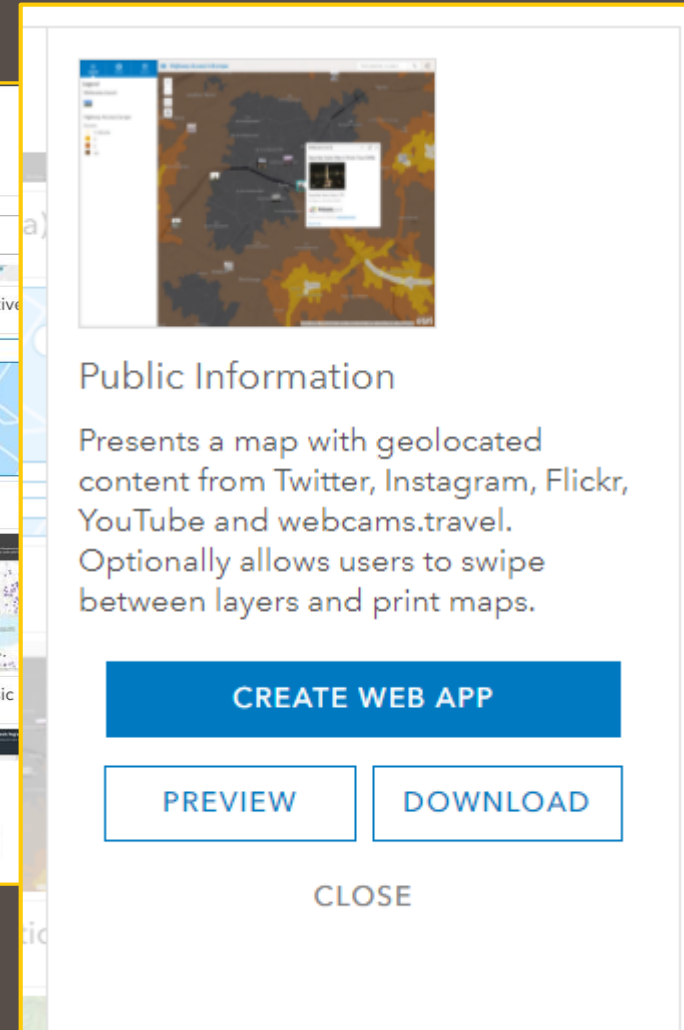 esri
Public Information
Presents a map with geolocated
content from Twitter, Instagram, Flickr,
YouTube and webcams.travel.
Optionally allows users to swipe
between layers and print maps.
CREATE WEB APP
PREVIEW
DOWNLOAD
CLOSE